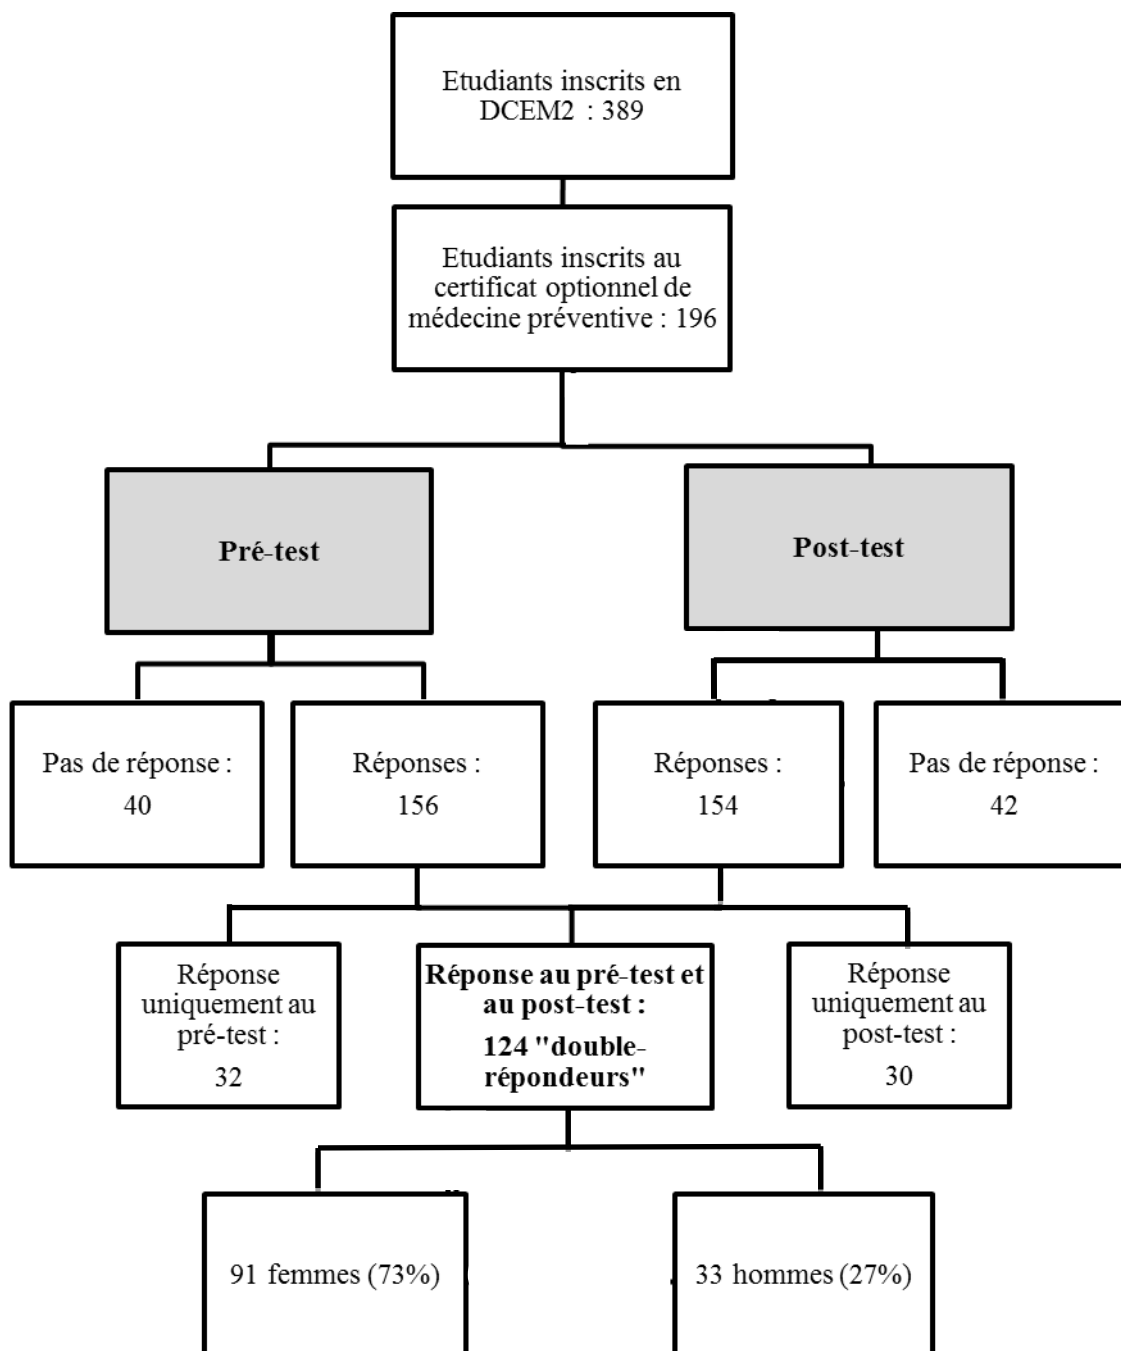 Etudiants inscrits en
DCEM2 : 389
Etudiants inscrits au
certificat optionnel de
médecine préventive : 196
Pré-test
Post-test
Pas de réponse :
40
Réponses :
156
Réponses :
154
Pas de réponse :
42
Réponse
uniquement au
pré-test :
32
Réponse au pré-test et
au post-test :
124 "double-
répondeurs"
Réponse
uniquement au
post-test :
30
91 femmes (73%)
33 hommes (27%)